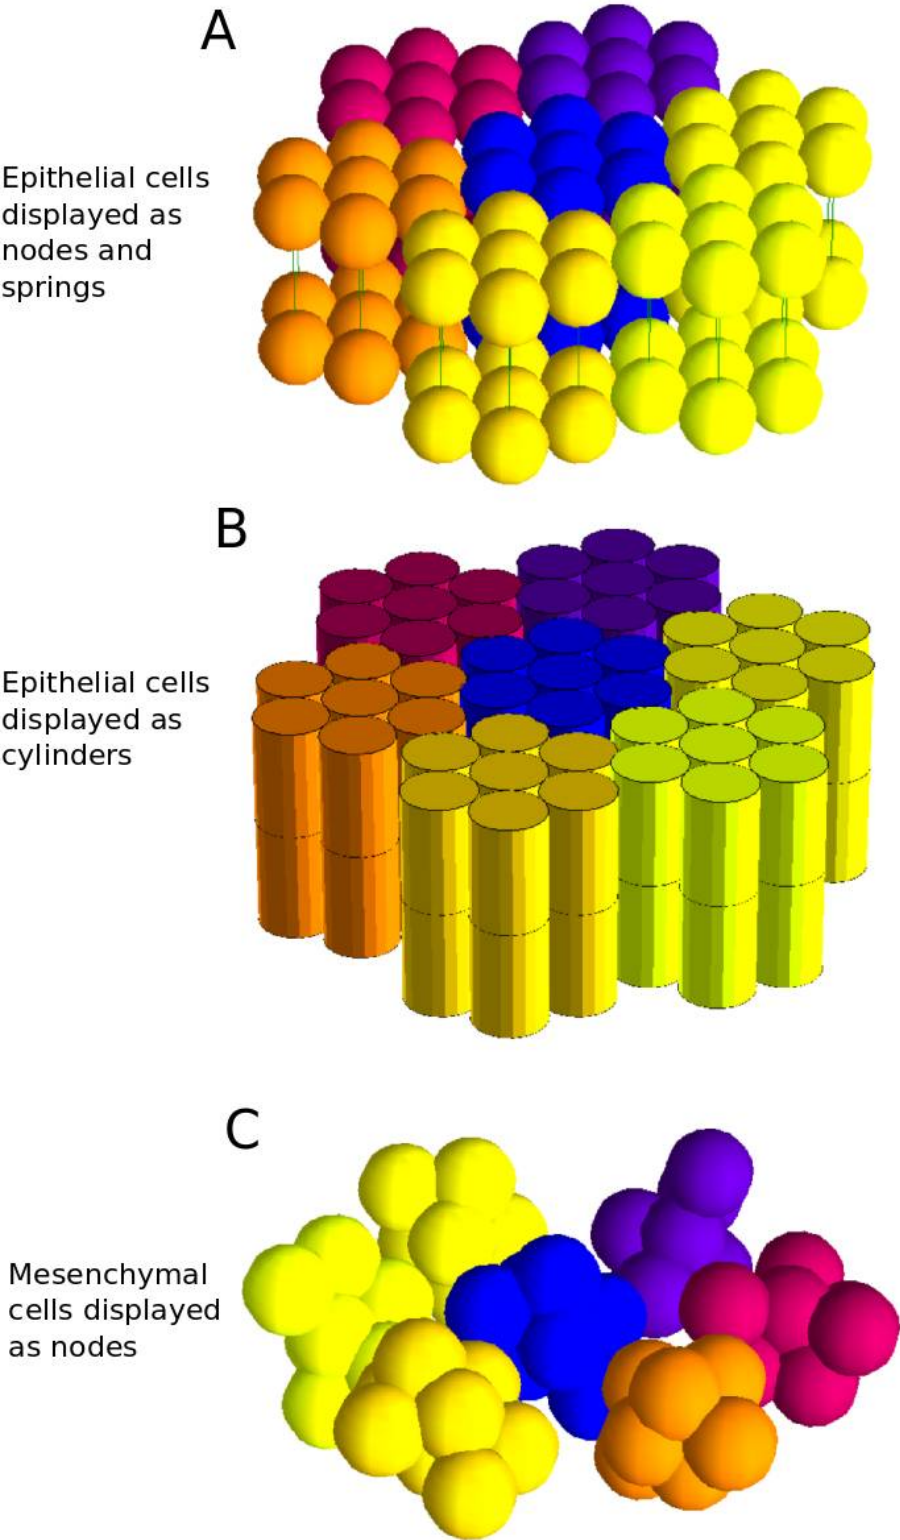 A
Epithelial cells
displayed as
nodes and
springs
B
Epithelial cells
displayed as
cylinders
C
Mesenchymal
cells displayed
as nodes